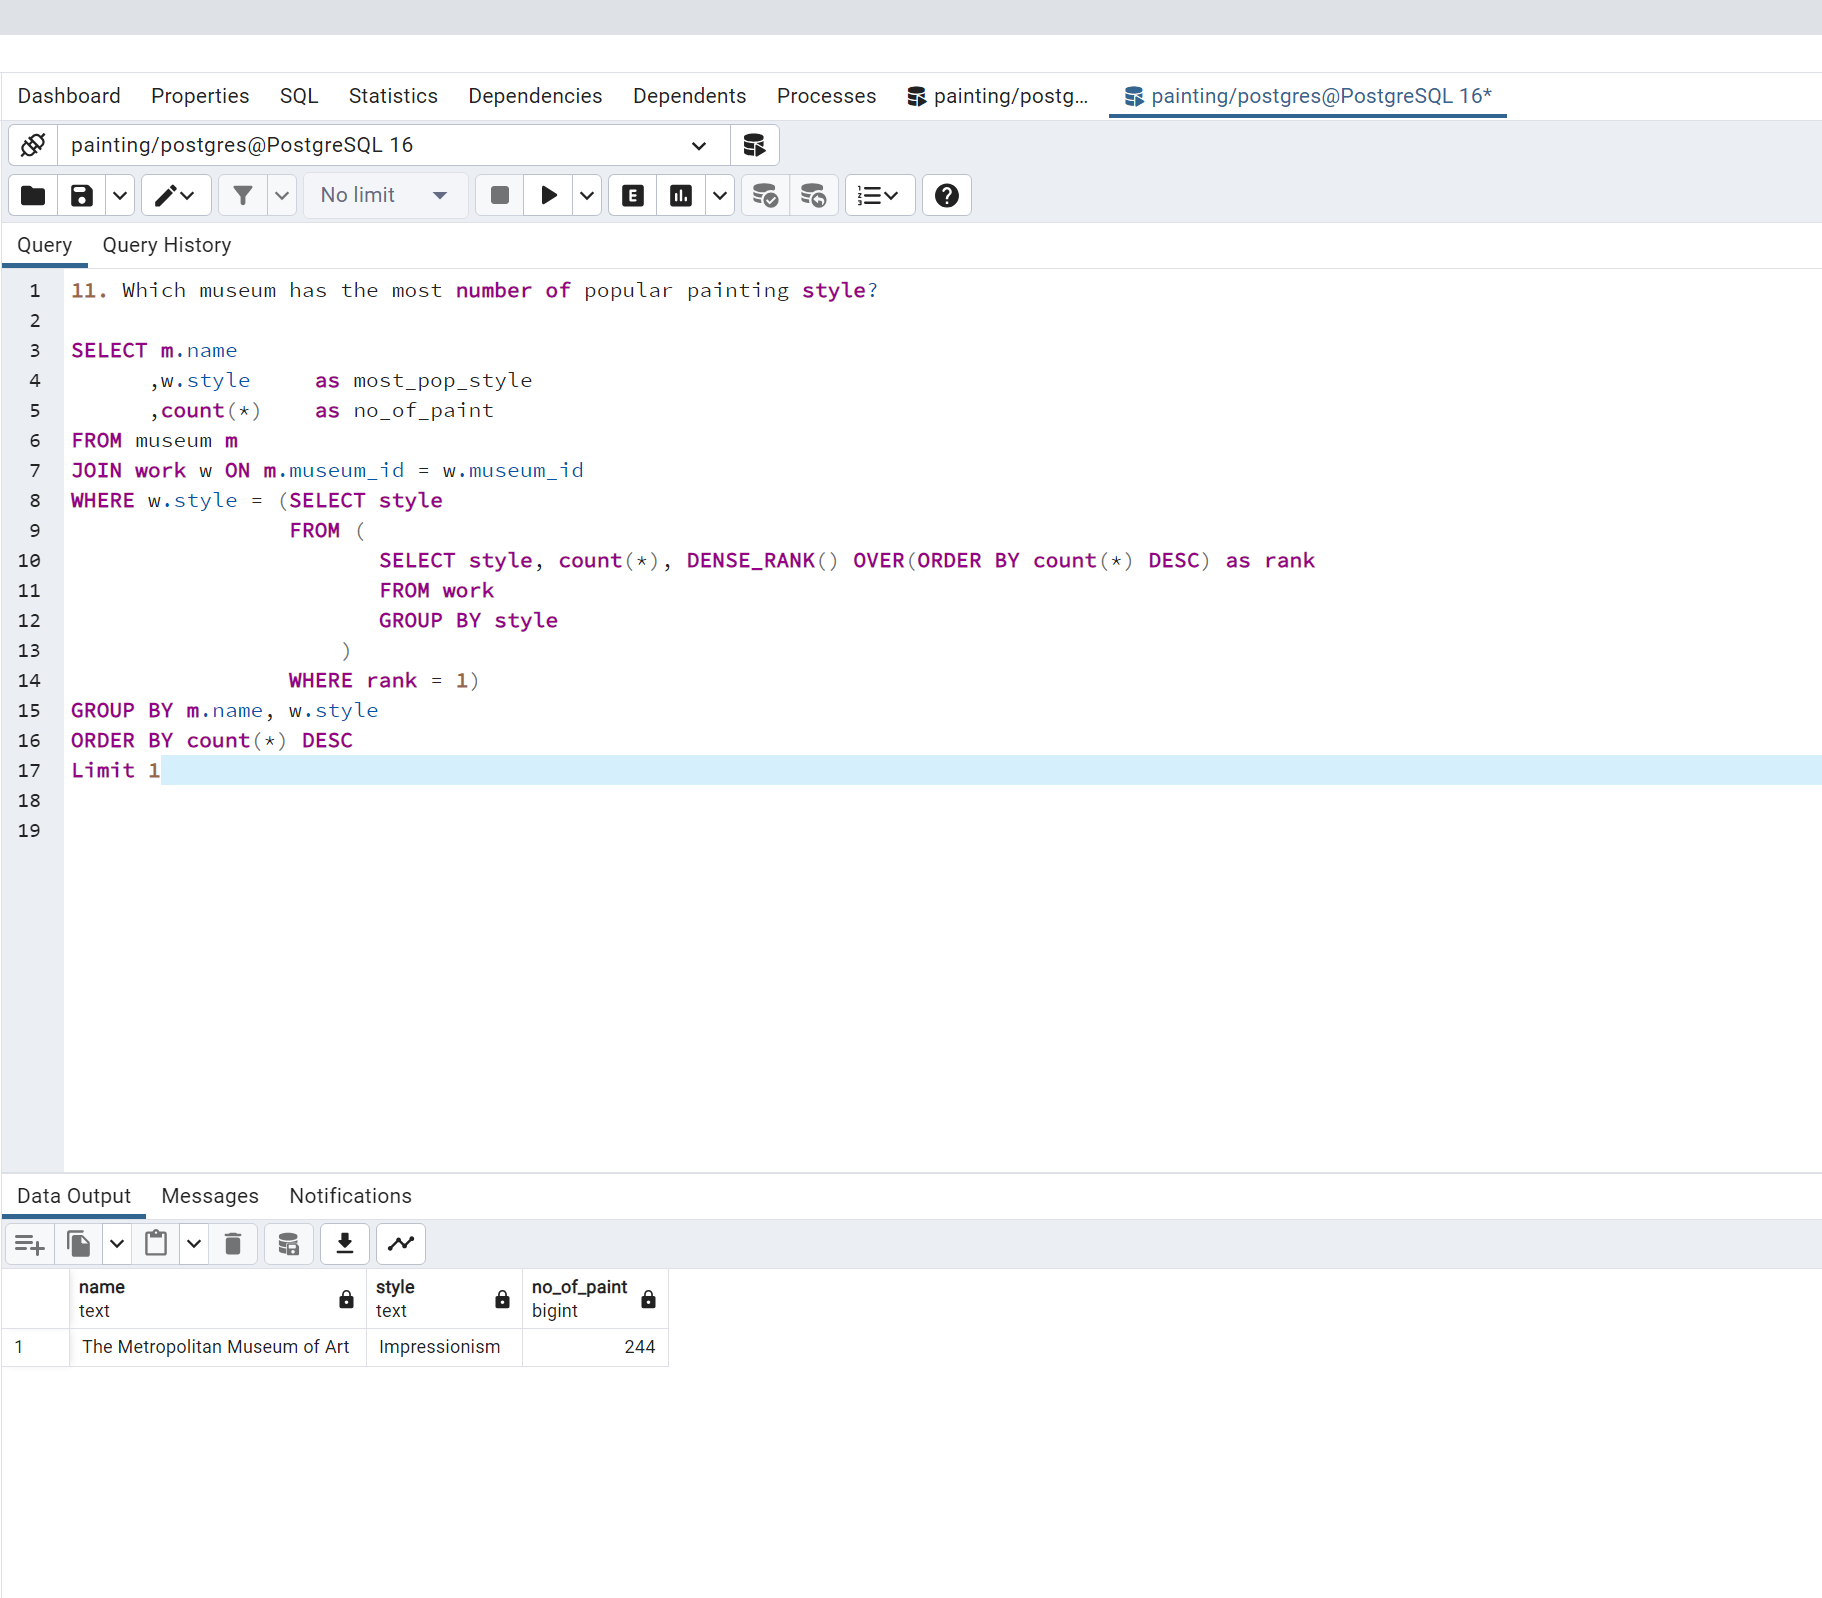 Dashboard Properties SQL Statistics Dependencies Dependents Processes painting/postg... painting/postgres@PostgreSQL 16*
painting/postgres@PostgreSQL 16
No limit E
Query Query History
1 11. Which museum has the most number of popular painting style?
2
3 SELECT m.name
4 ,w.style as most_pop_style
5 ,count(*) as no_of_paint
6 FROM museum m
7 JOIN work w ON m.museum_id = w.museum_id
8 WHERE w.style = (SELECT style
9 FROM (
10 SELECT style, count(*), DENSE_RANK() OVER(ORDER BY count(*) DESC) as rank
11 FROM work
12 GROUP BY style
13 )
14 WHERE rank = 1)
15 GROUP BY m.name, w.style
16 ORDER BY count(*) DESC
17 Limit 1
18
19
Data Output Messages Notifications
name style no_of_paint
text text bigint
1 The Metropolitan Museum of Art Impressionism 244